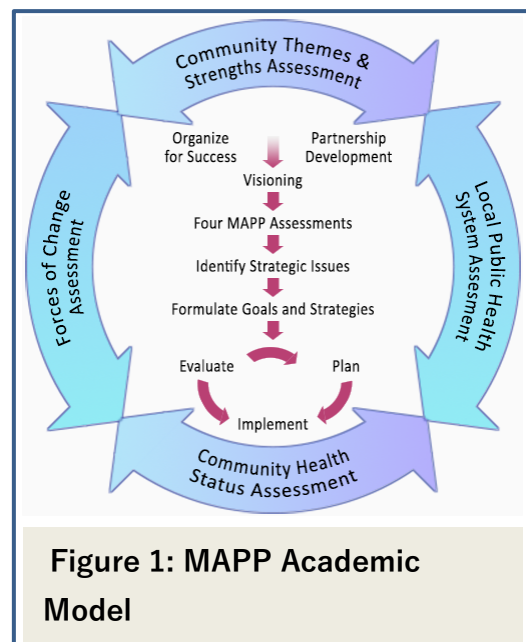 Community Themes &
Strengths Assessment
Organize
for Success
Partnership
Development
Visioning
Four MAPP Assessments
Identify Strategic Issues
Formulate Goals and Strategies
Evaluate
Plan
Implement
Forces of Change
Assessment
Local Public Health
System Assesment
Community Health
Status Assessment
Figure 1: MAPP Academic
Model